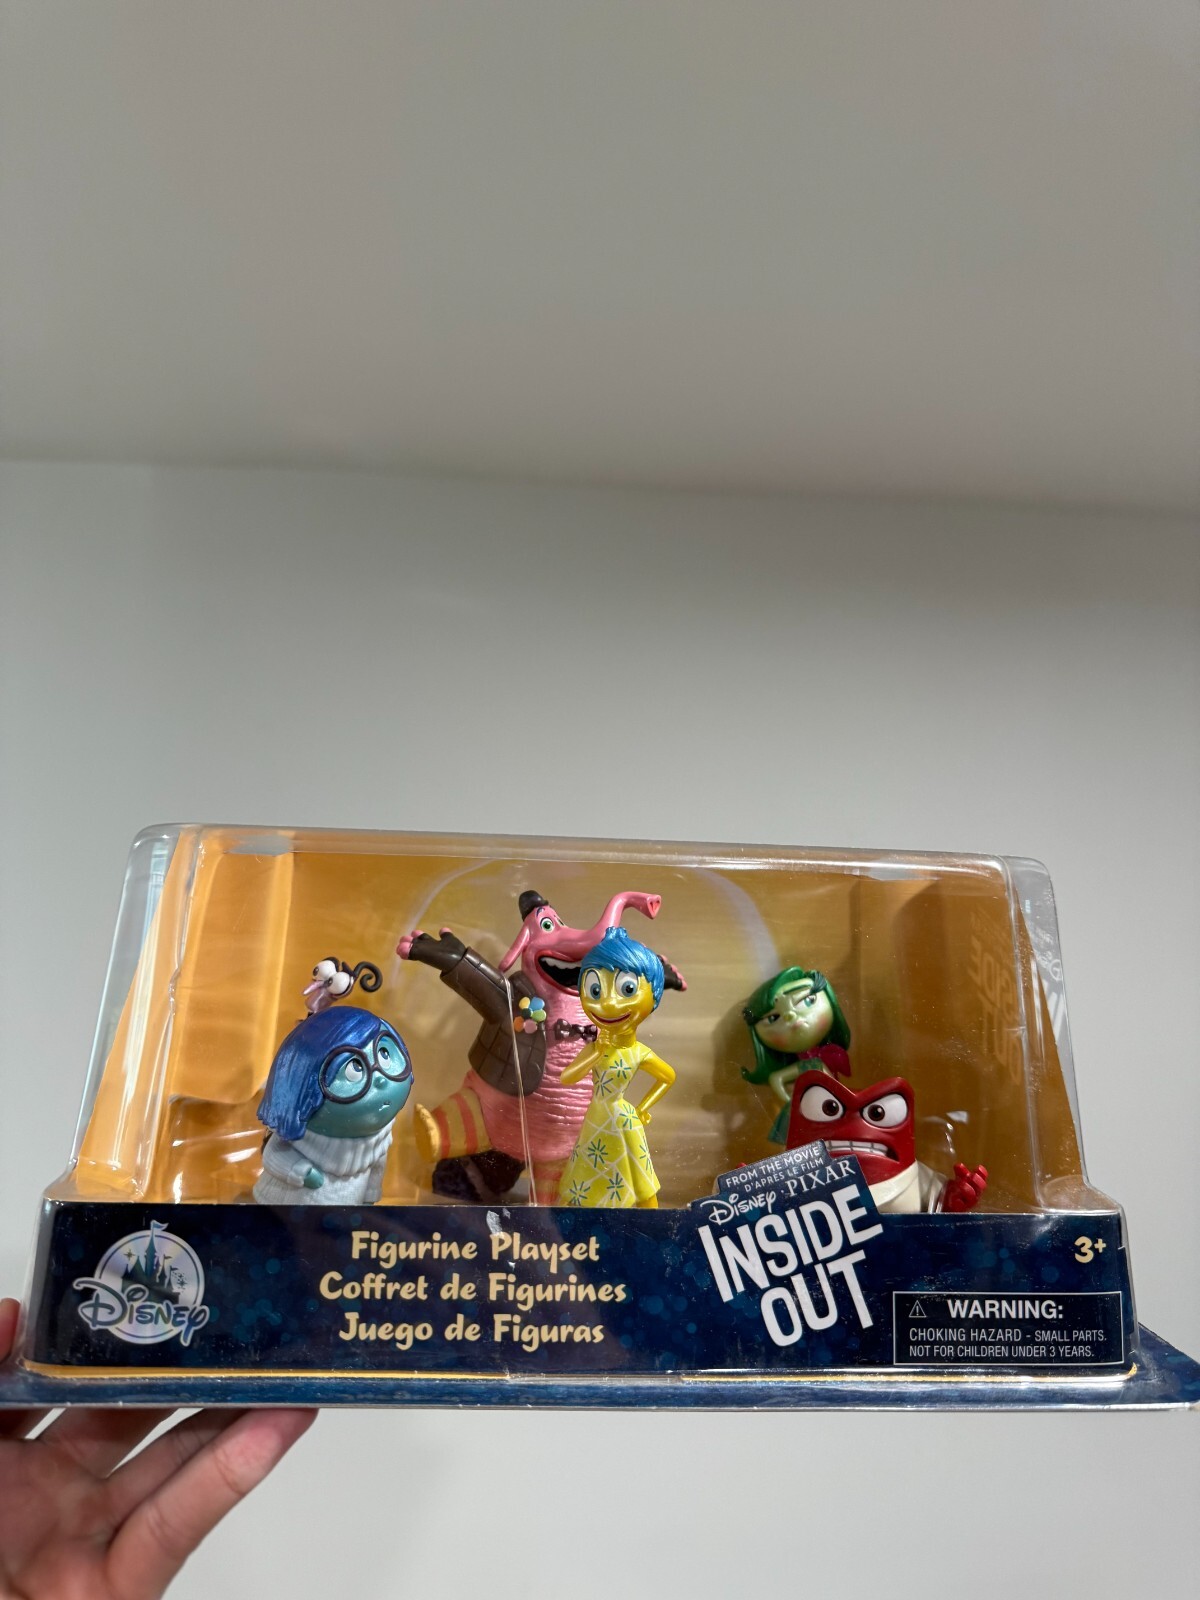 Disney
Figurine Playset
Coffret de Figurines
Juego de Figuras
FROM THE MOVIE
D'APRÈS LE FILM
Disney · PIXAR
INSIDE
OUT
3+
⚠ WARNING:
CHOKING HAZARD - SMALL PARTS.
NOT FOR CHILDREN UNDER 3 YEARS.